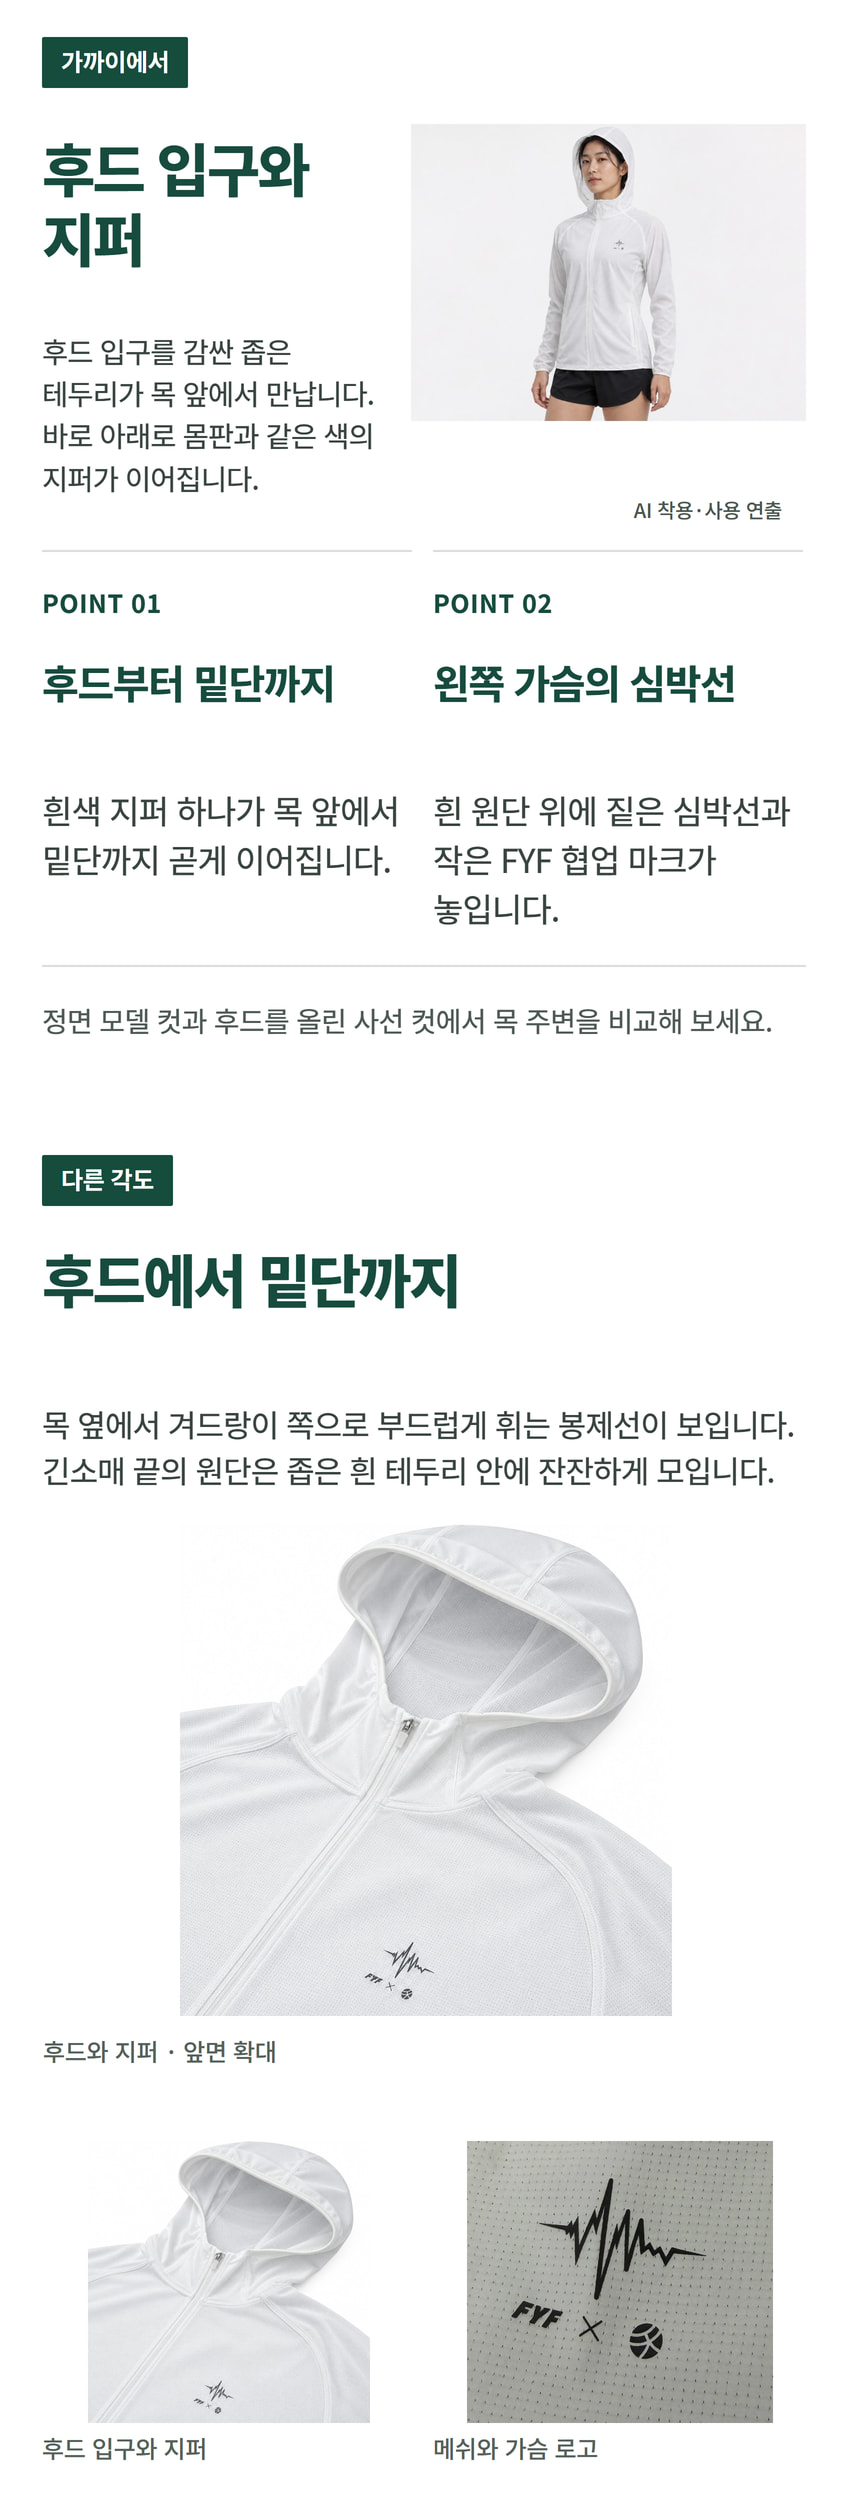 가까이에서
후드 입구와
지퍼
후드 입구를 감싼 좁은
테두리가 목 앞에서 만납니다.
바로 아래로 몸판과 같은 색의
지퍼가 이어집니다.
AI 착용·사용 연출
POINT 01
후드부터 밑단까지
흰색 지퍼 하나가 목 앞에서
밑단까지 곧게 이어집니다.
POINT 02
왼쪽 가슴의 심박선
흰 원단 위에 짙은 심박선과
작은 FYF 협업 마크가
놓입니다.
정면 모델 컷과 후드를 올린 사선 컷에서 목 주변을 비교해 보세요.
다른 각도
후드에서 밑단까지
목 옆에서 겨드랑이 쪽으로 부드럽게 휘는 봉제선이 보입니다.
긴소매 끝의 원단은 좁은 흰 테두리 안에 잔잔하게 모입니다.
FYF ×
후드와 지퍼 · 앞면 확대
FYF ×
FYF ×
후드 입구와 지퍼
메쉬와 가슴 로고